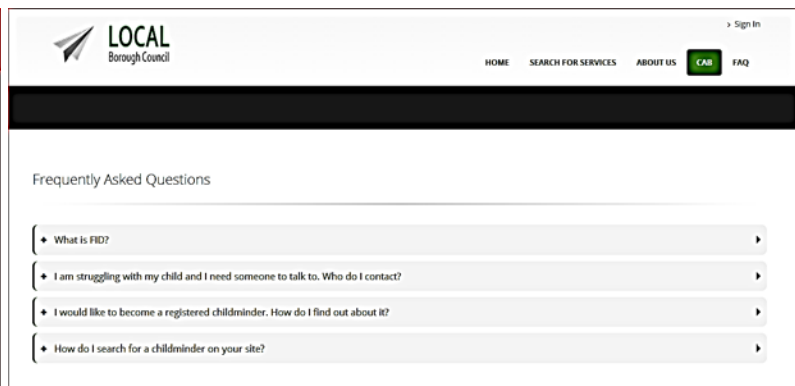 Sign In
LOCAL
Borough Council
HOME SEARCH FOR SERVICES ABOUT US CAB FAQ
Frequently Asked Questions
What is FID?
I am struggling with my child and I need someone to talk to. Who do I contact?
I would like to become a registered childminder. How do I find out about it?
How do I search for a childminder on your site?